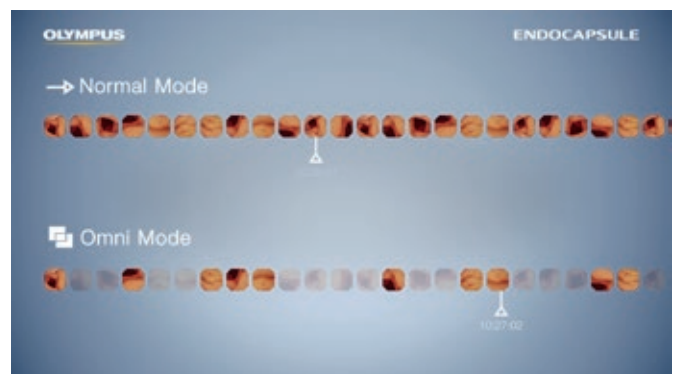 OLYMPUS
ENDOCAPSULE
Normal Mode
Omni Mode
10:27:02